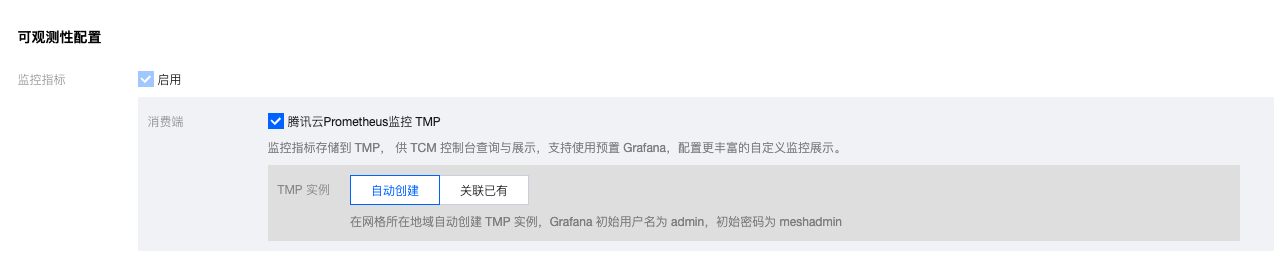 可观测性配置
监控指标 启用
消费端 腾讯云Prometheus监控 TMP
监控指标存储到 TMP， 供 TCM 控制台查询与展示，支持使用预置 Grafana，配置更丰富的自定义监控展示。
TMP 实例 自动创建 关联已有
在网格所在地域自动创建 TMP 实例，Grafana 初始用户名为 admin，初始密码为 meshadmin